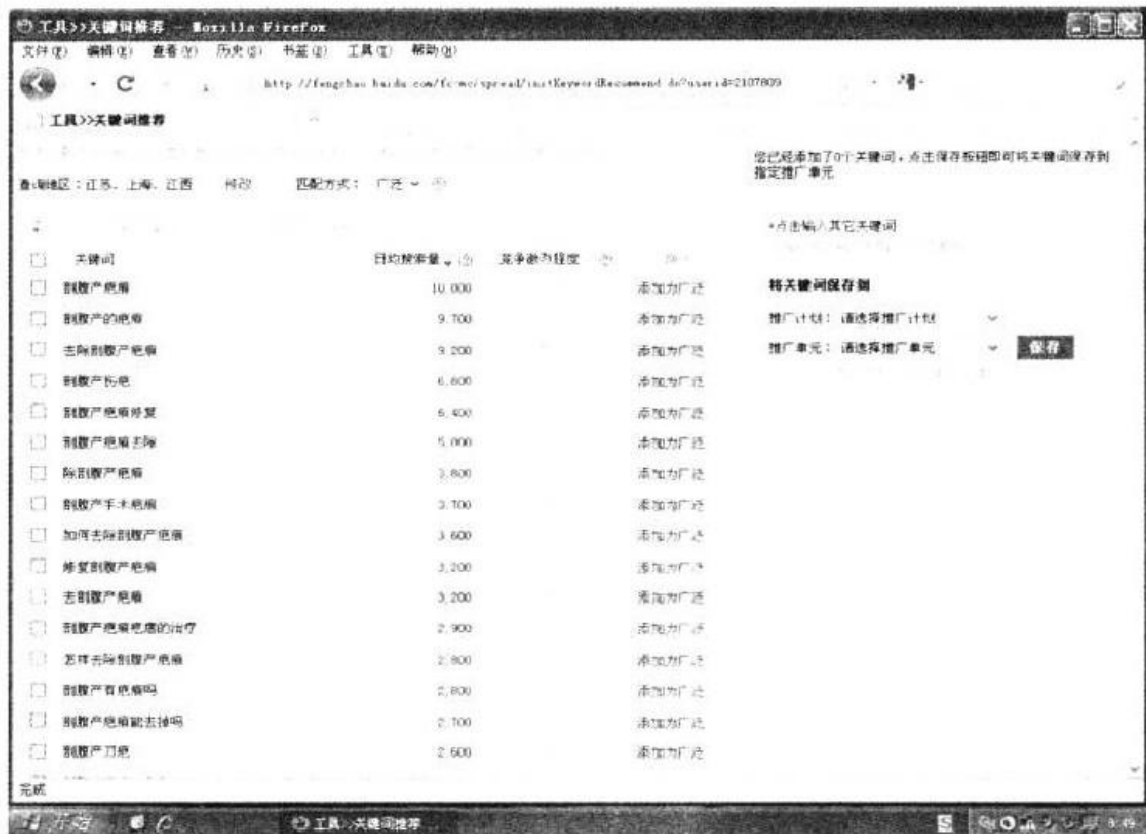 工具>>关键词推荐 - Mozilla Firefox
文件(F) 编辑(E) 查看(V) 历史(S) 书签(B) 工具(T) 帮助(H)
工具>>关键词推荐
您已经添加了0个关键词,点击保存按钮即可将关键词保存到
指定推广单元
地区:江苏、上海、江西 修改 匹配方式: 广泛
+点击输入其它关键词
关键词 日均搜索量 竞争激烈程度
将关键词保存到
剖腹产疤痕 10,000 添加为广泛
剖腹产的疤痕 9,700 添加为广泛
推广计划: 请选择推广计划
去除剖腹产疤痕 9,200 添加为广泛
推广单元: 请选择推广单元 保存
剖腹产伤疤 6,800 添加为广泛
剖腹产疤痕修复 6,400 添加为广泛
剖腹产疤痕去除 5,000 添加为广泛
除剖腹产疤痕 3,800 添加为广泛
剖腹产手术疤痕 3,700 添加为广泛
如何去除剖腹产疤痕 3,600 添加为广泛
修复剖腹产疤痕 3,200 添加为广泛
去剖腹产疤痕 3,200 添加为广泛
剖腹产疤痕疙瘩的治疗 2,900 添加为广泛
怎样去除剖腹产疤痕 2,800 添加为广泛
剖腹产有疤痕吗 2,800 添加为广泛
剖腹产疤痕能去掉吗 2,700 添加为广泛
剖腹产刀疤 2,600 添加为广泛
完成
开始 工具>>关键词推荐 8:49